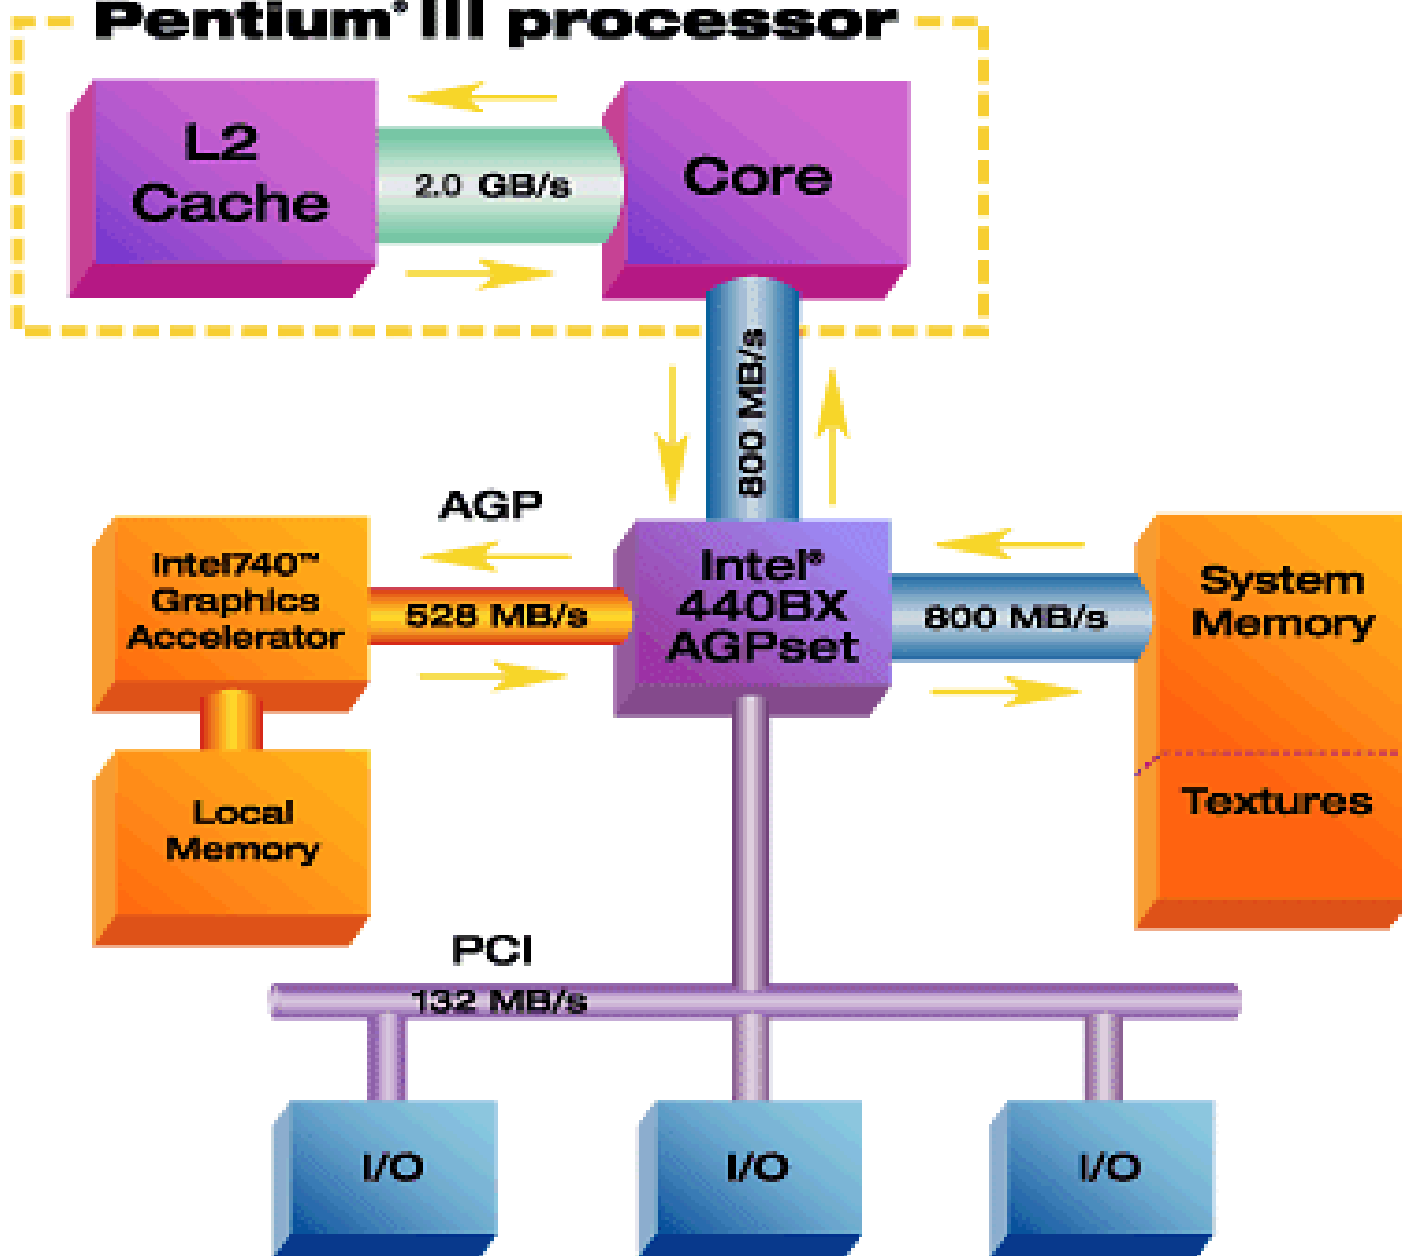 Pentium® III processor
L2
Cache
2.0 GB/s
Core
800 MB/s
AGP
Intel740™
Graphics
Accelerator
528 MB/s
Intel®
440BX
AGPset
800 MB/s
System
Memory
Textures
Local
Memory
PCI
132 MB/s
I/O
I/O
I/O